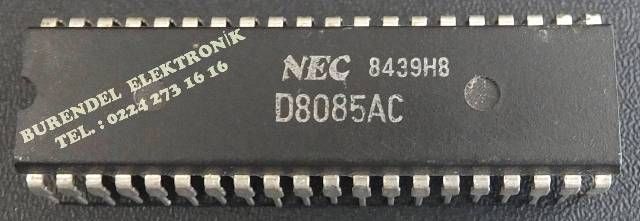 BURENDEL ELEKTRONİK
TEL. : 0224 273 16 16
NEC 8439H8
D8085AC